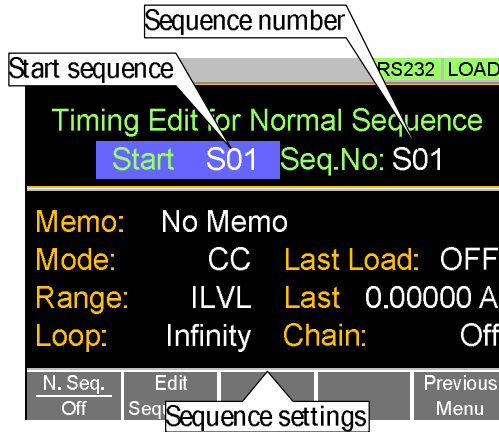 Sequence number
Start sequence
RS232 LOAD
Timing Edit for Normal Sequence
Start S01 Seq.No: S01
Memo: No Memo
Mode: CC Last Load: OFF
Range: ILVL Last 0.00000 A
Loop: Infinity Chain: Off
N. Seq. Edit Previous
Off Menu
Sequence settings